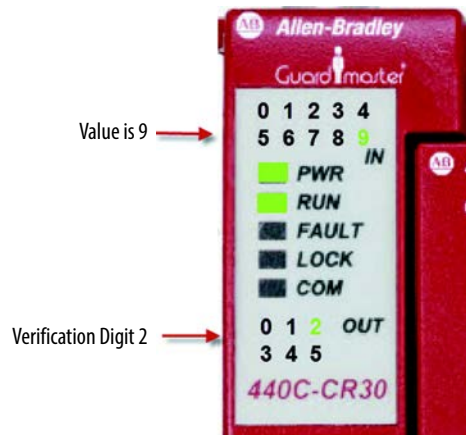 AB Allen-Bradley
Guardmaster
0 1 2 3 4
Value is 9
5 6 7 8 9
IN
PWR
AB
RUN
FAULT
LOCK
COM
Verification Digit 2
0 1 2 OUT
3 4 5
440C-CR30